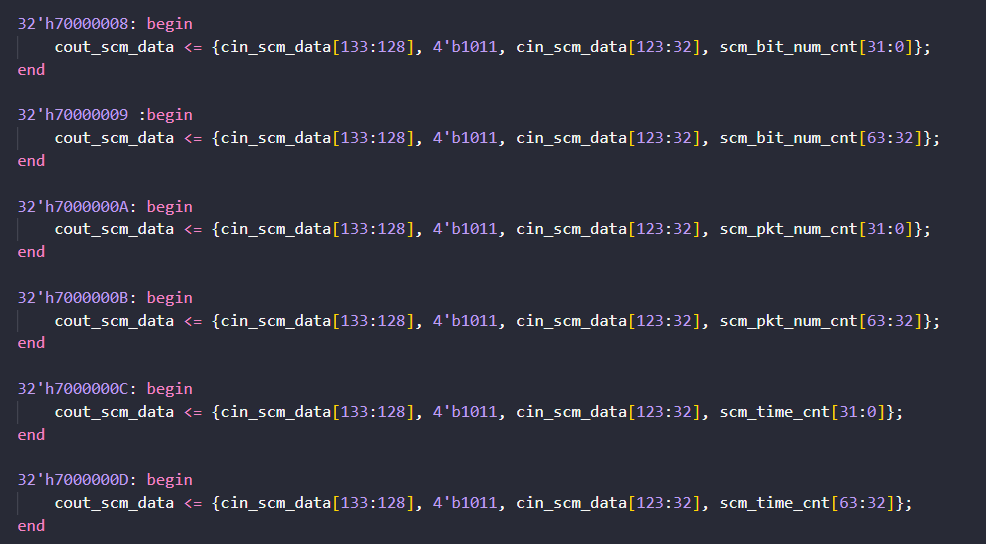 32'h70000008: begin
    cout_scm_data <= {cin_scm_data[133:128], 4'b1011, cin_scm_data[123:32], scm_bit_num_cnt[31:0]};
end

32'h70000009 :begin
    cout_scm_data <= {cin_scm_data[133:128], 4'b1011, cin_scm_data[123:32], scm_bit_num_cnt[63:32]};
end

32'h7000000A: begin
    cout_scm_data <= {cin_scm_data[133:128], 4'b1011, cin_scm_data[123:32], scm_pkt_num_cnt[31:0]};
end

32'h7000000B: begin
    cout_scm_data <= {cin_scm_data[133:128], 4'b1011, cin_scm_data[123:32], scm_pkt_num_cnt[63:32]};
end

32'h7000000C: begin
    cout_scm_data <= {cin_scm_data[133:128], 4'b1011, cin_scm_data[123:32], scm_time_cnt[31:0]};
end

32'h7000000D: begin
    cout_scm_data <= {cin_scm_data[133:128], 4'b1011, cin_scm_data[123:32], scm_time_cnt[63:32]};
end